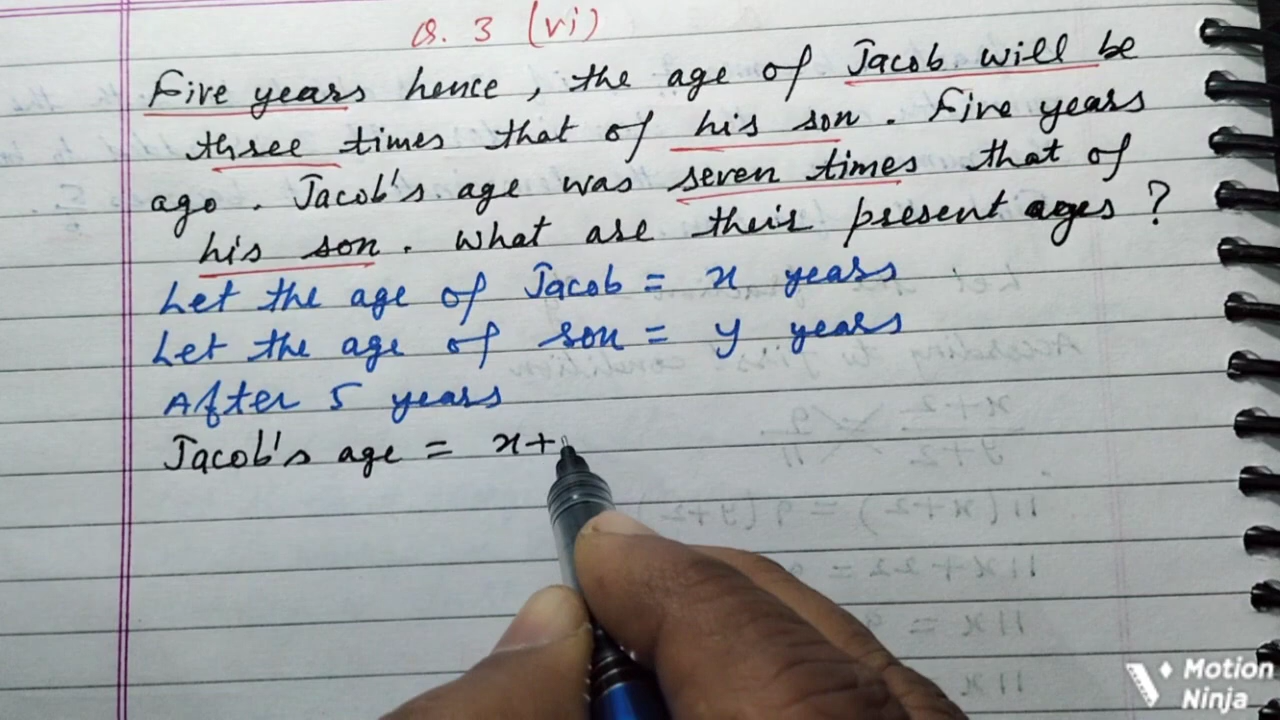 Q. 3 (vi)
Five years hence, the age of Jacob will be
three times that of his son. Five years
ago. Jacob's age was seven times that of
his son. What are their present ages?
Let the age of Jacob = x years
Let the age of son = y years
After 5 years
Jacob's age = x+
Motion
Ninja